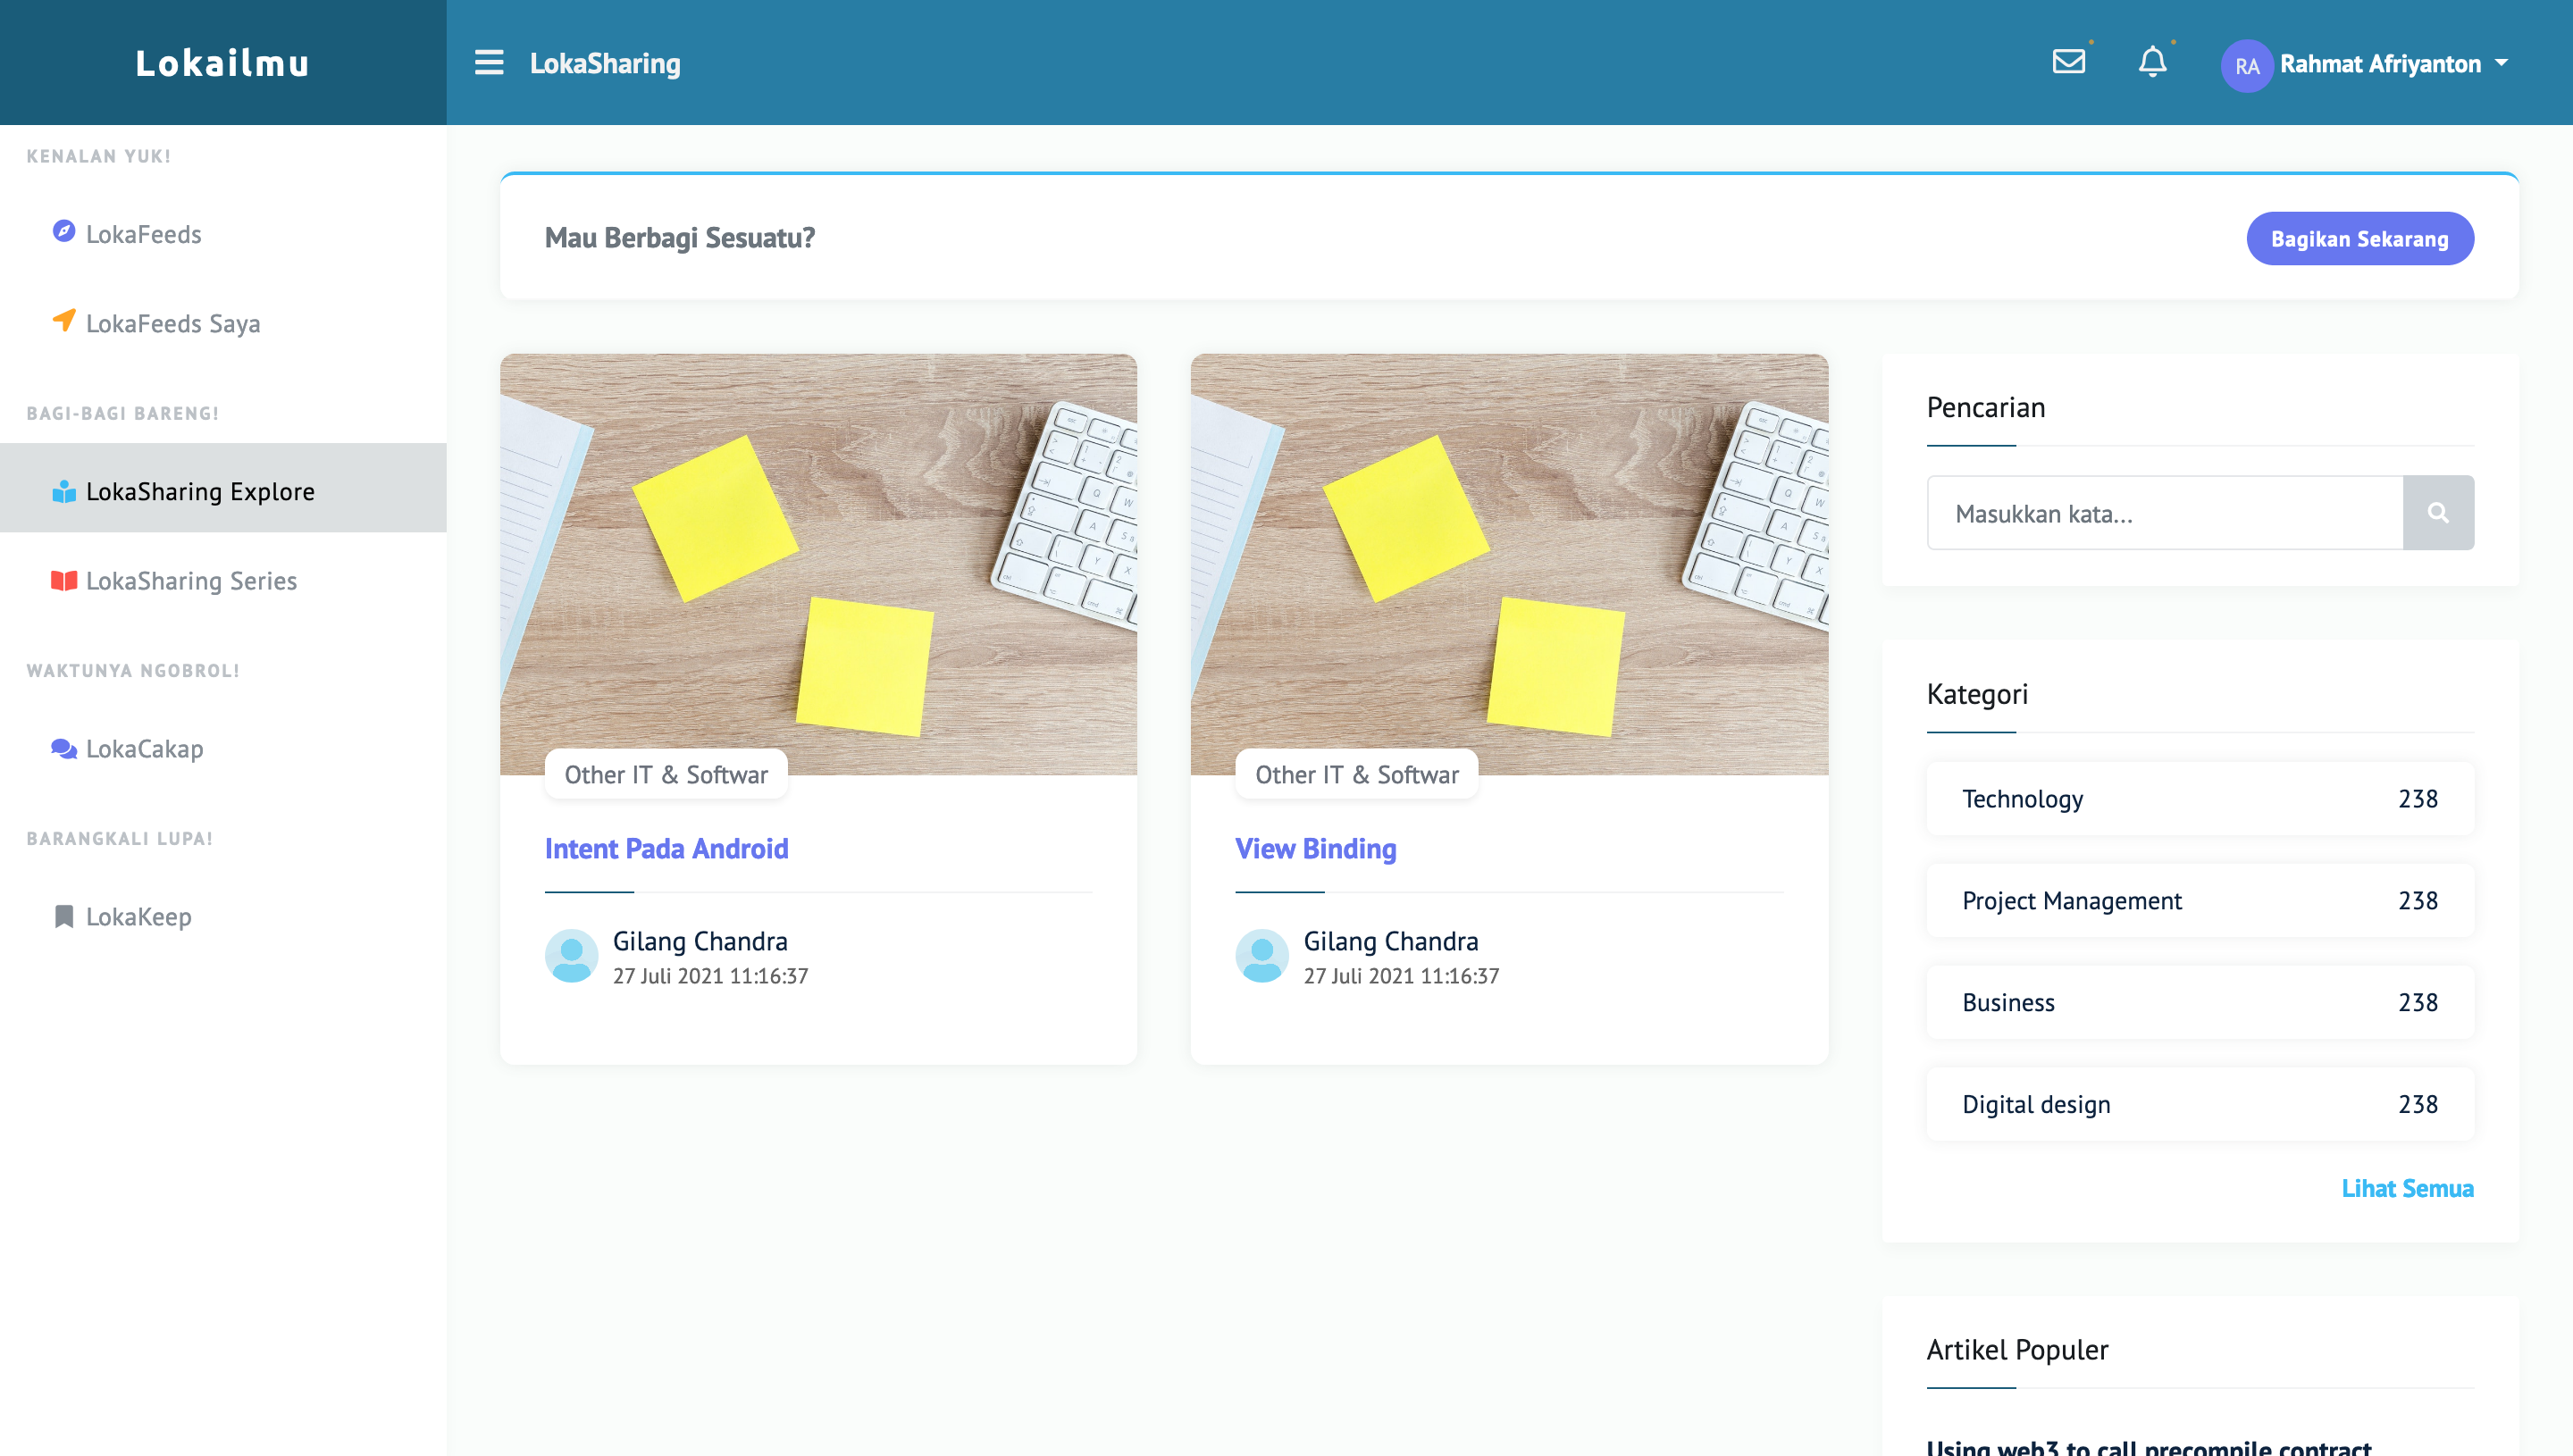 Lokailmu
LokaSharing
RA Rahmat Afriyanton
KENALAN YUK!
LokaFeeds
LokaFeeds Saya
BAGI-BAGI BARENG!
LokaSharing Explore
LokaSharing Series
WAKTUNYA NGOBROL!
LokaCakap
BARANGKALI LUPA!
LokaKeep
Mau Berbagi Sesuatu?
Bagikan Sekarang
Other IT & Softwar
Intent Pada Android
Gilang Chandra
27 Juli 2021 11:16:37
Other IT & Softwar
View Binding
Gilang Chandra
27 Juli 2021 11:16:37
Pencarian
Masukkan kata...
Kategori
Technology 238
Project Management 238
Business 238
Digital design 238
Lihat Semua
Artikel Populer
Using web3 to call precompile contract